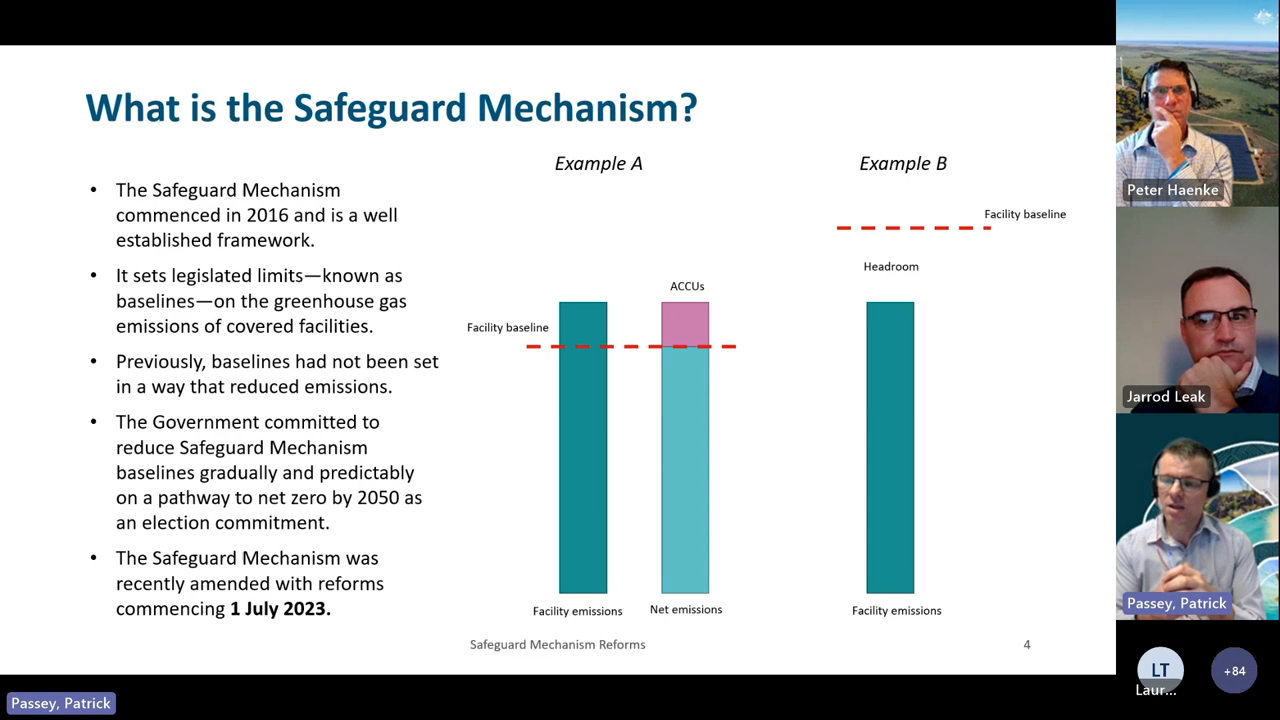 What is the Safeguard Mechanism?
• The Safeguard Mechanism
commenced in 2016 and is a well
established framework.
• It sets legislated limits—known as
baselines—on the greenhouse gas
emissions of covered facilities.
• Previously, baselines had not been set
in a way that reduced emissions.
• The Government committed to
reduce Safeguard Mechanism
baselines gradually and predictably
on a pathway to net zero by 2050 as
an election commitment.
• The Safeguard Mechanism was
recently amended with reforms
commencing 1 July 2023.
Example A
ACCUs
Facility baseline
Facility emissions
Net emissions
Example B
Facility baseline
Headroom
Facility emissions
Safeguard Mechanism Reforms
4
Peter Haenke
Jarrod Leak
Passey, Patrick
LT
Laur...
+84
Passey, Patrick